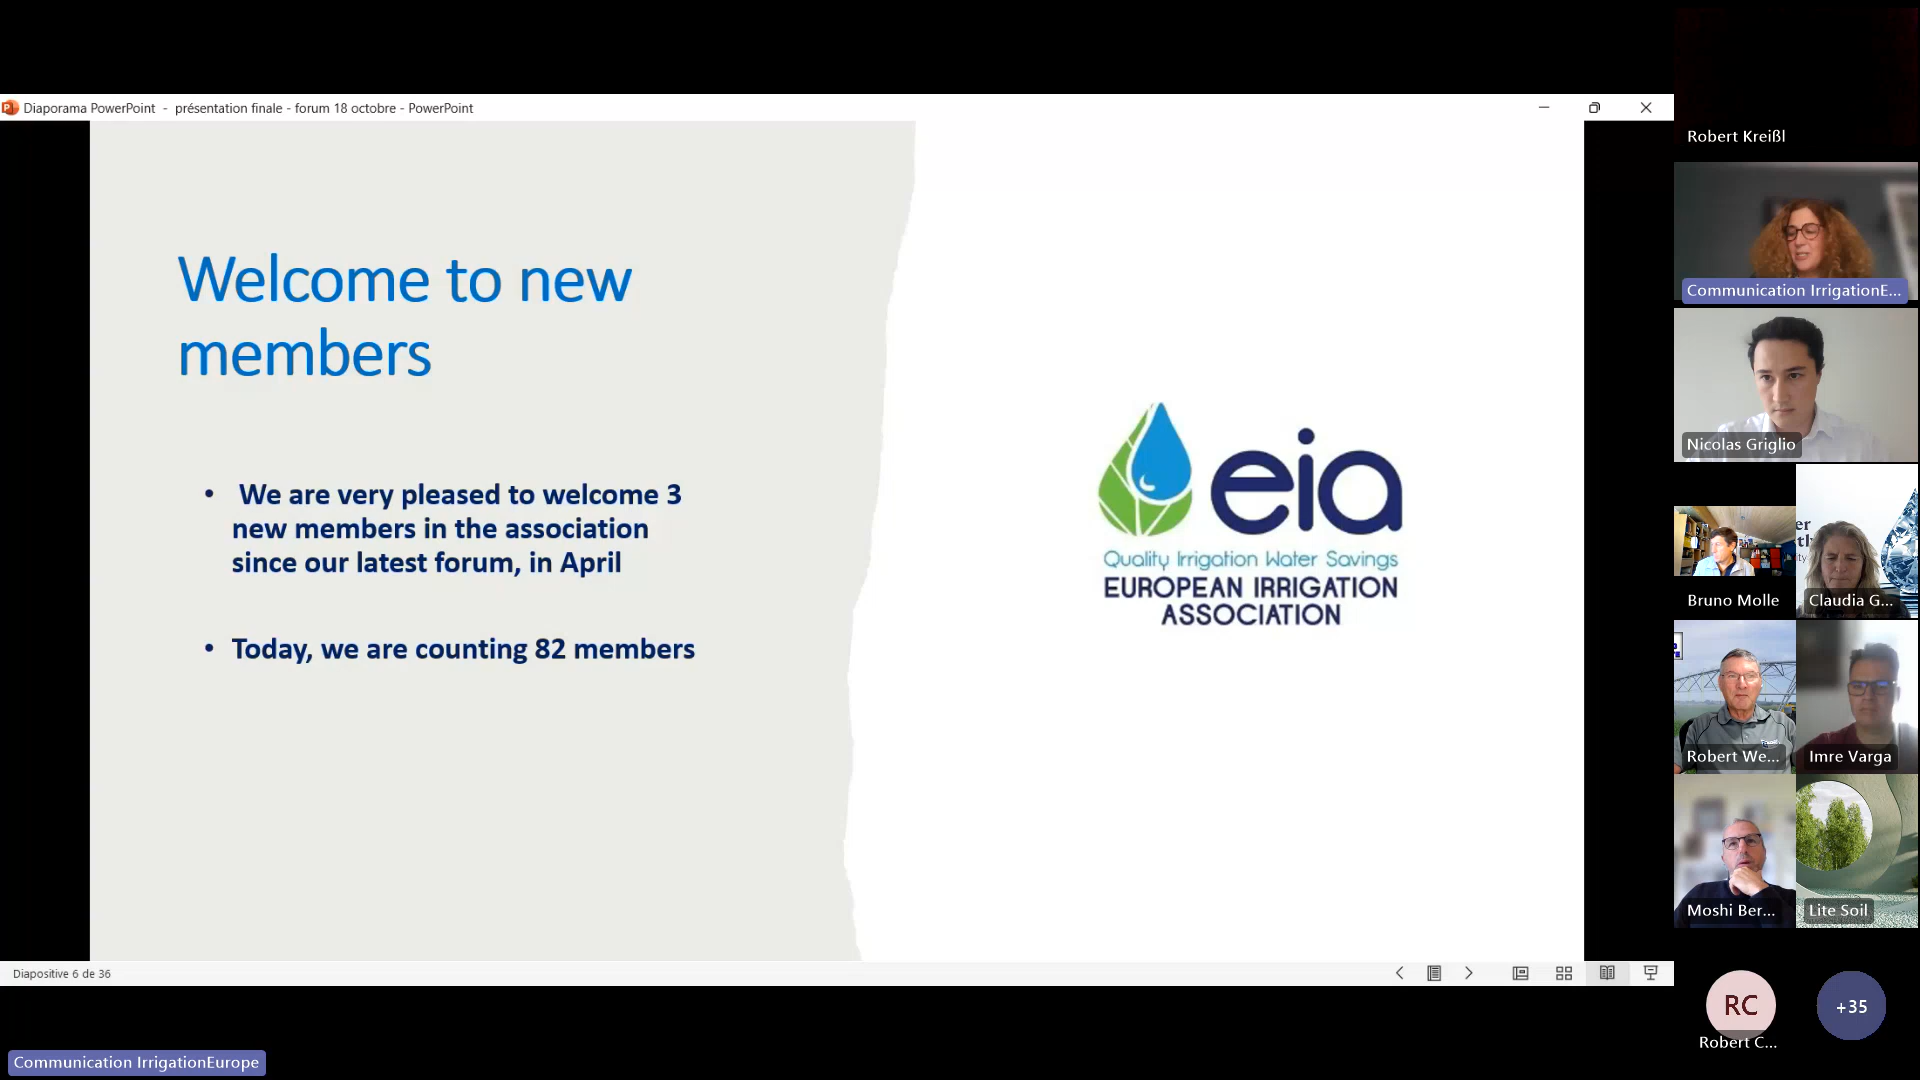 Diaporama PowerPoint - présentation finale - forum 18 octobre - PowerPoint
Welcome to new
members
• We are very pleased to welcome 3
new members in the association
since our latest forum, in April
• Today, we are counting 82 members
eia
Quality Irrigation Water Savings
EUROPEAN IRRIGATION
ASSOCIATION
Diapositive 6 de 36
Communication IrrigationEurope
Robert Kreißl
Communication IrrigationE...
Nicolas Griglio
Bruno Molle
Claudia G...
Robert We...
Imre Varga
Moshi Ber...
Lite Soil
RC
Robert C...
+35